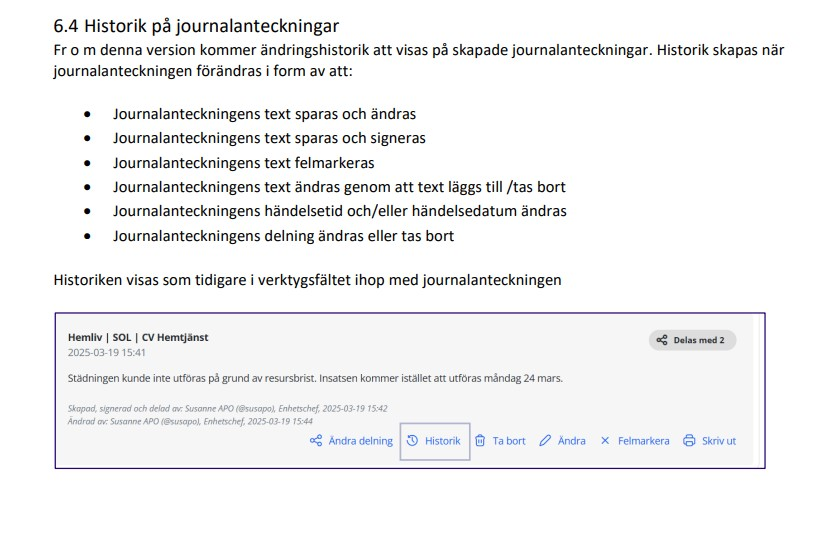 6.4 Historik på journalanteckningar
Fr o m denna version kommer ändringshistorik att visas på skapade journalanteckningar. Historik skapas när
journalanteckningen förändras i form av att:
• Journalanteckningens text sparas och ändras
• Journalanteckningens text sparas och signeras
• Journalanteckningens text felmarkeras
• Journalanteckningens text ändras genom att text läggs till /tas bort
• Journalanteckningens händelsetid och/eller händelsedatum ändras
• Journalanteckningens delning ändras eller tas bort
Historiken visas som tidigare i verktygsfältet ihop med journalanteckningen
Hemliv | SOL | CV Hemtjänst
Delas med 2
2025-03-19 15:41
Städningen kunde inte utföras på grund av resursbrist. Insatsen kommer istället att utföras måndag 24 mars.
Skapad, signerad och delad av: Susanne APO (@susapo), Enhetschef, 2025-03-19 15:42
Ändrad av: Susanne APO (@susapo), Enhetschef, 2025-03-19 15:44
Ändra delning Historik Ta bort Ändra Felmarkera Skriv ut